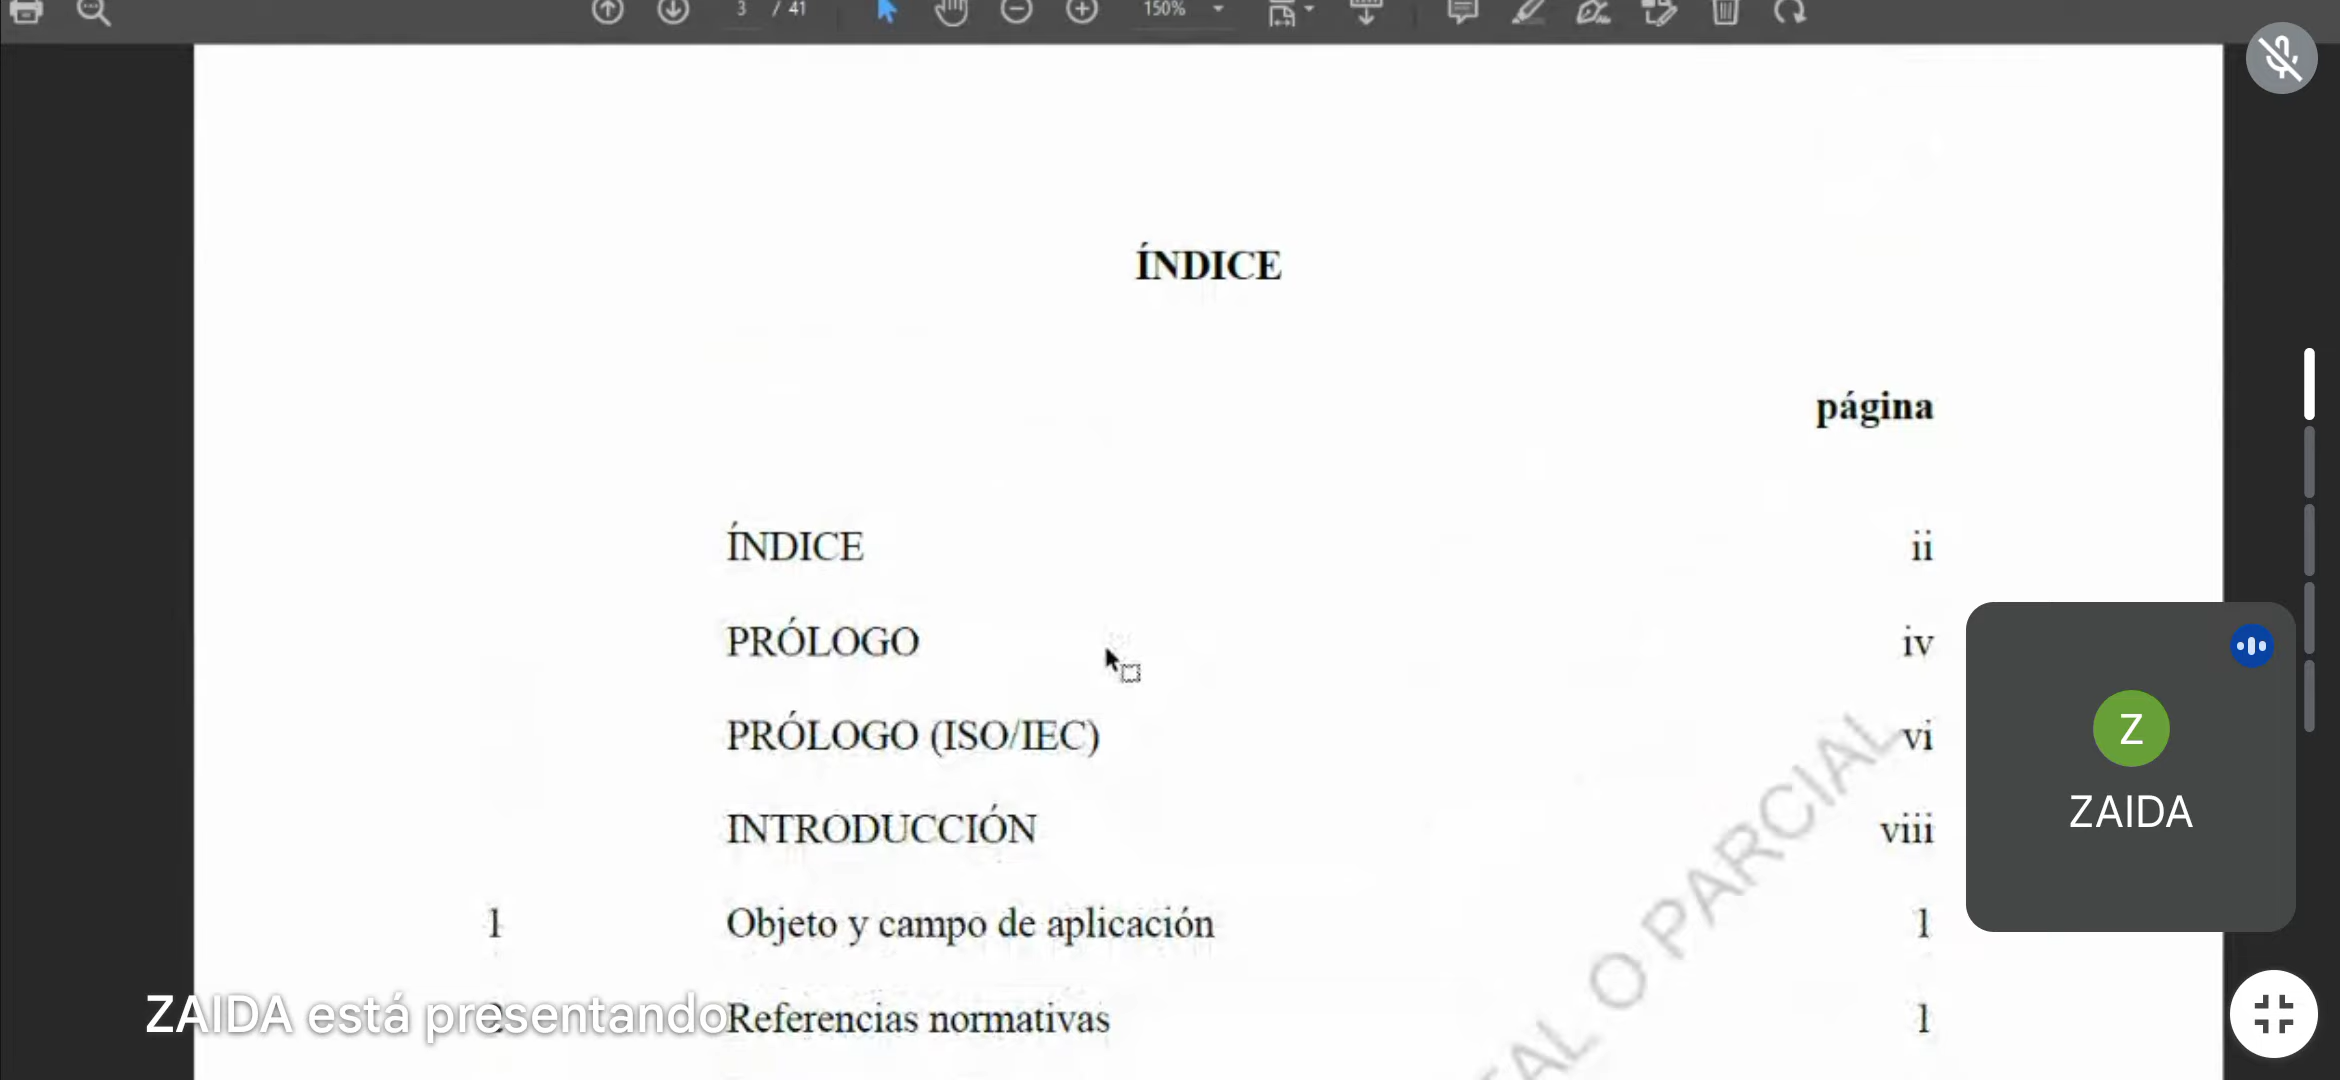 3 / 41 150%
ÍNDICE
página
ÍNDICE ii
PRÓLOGO iv
PRÓLOGO (ISO/IEC) vi
INTRODUCCIÓN viii
1 Objeto y campo de aplicación 1
2 Referencias normativas 1
O PARCIAL
Z
ZAIDA
ZAIDA está presentando